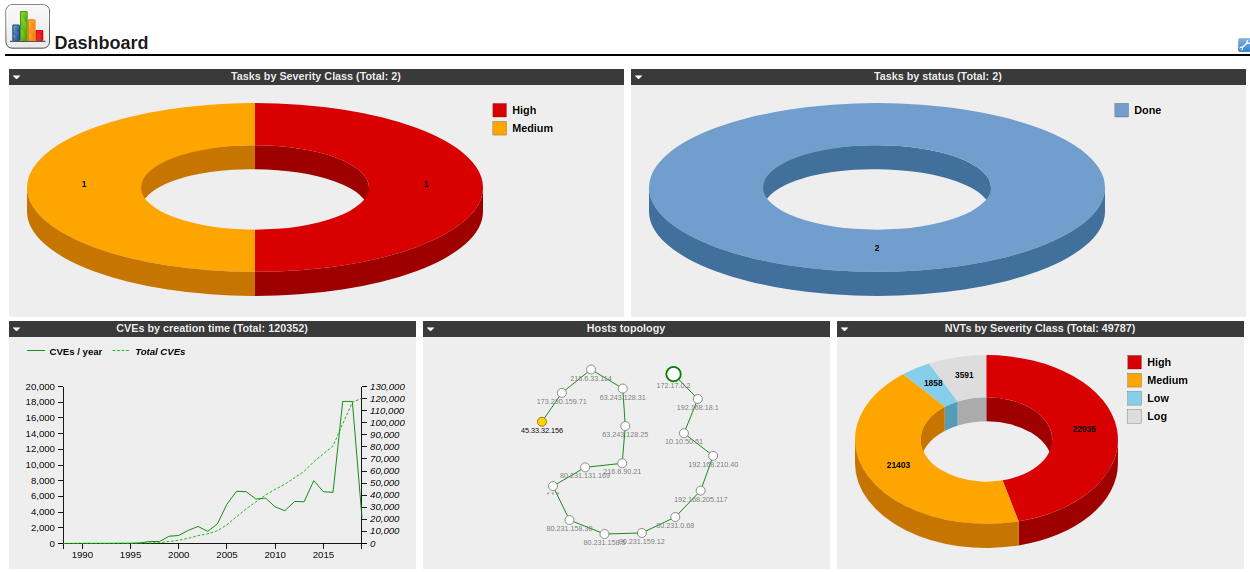 Dashboard
Tasks by Severity Class (Total: 2)
1
1
High
Medium
Tasks by status (Total: 2)
2
Done
CVEs by creation time (Total: 120352)
CVEs / year
Total CVEs
20,000
18,000
16,000
14,000
12,000
10,000
8,000
6,000
4,000
2,000
0
130,000
120,000
110,000
100,000
90,000
80,000
70,000
60,000
50,000
40,000
30,000
20,000
10,000
0
1990 1995 2000 2005 2010 2015
Hosts topology
216.6.33.114
172.17.0.2
173.230.159.71
63.243.128.31
192.168.18.1
45.33.32.156
63.243.128.25
10.10.50.51
192.168.210.40
216.6.90.21
80.231.131.169
...
192.168.205.117
80.231.0.68
80.231.159.12
NVTs by Severity Class (Total: 49787)
3591
1858
22935
21403
High
Medium
Low
Log